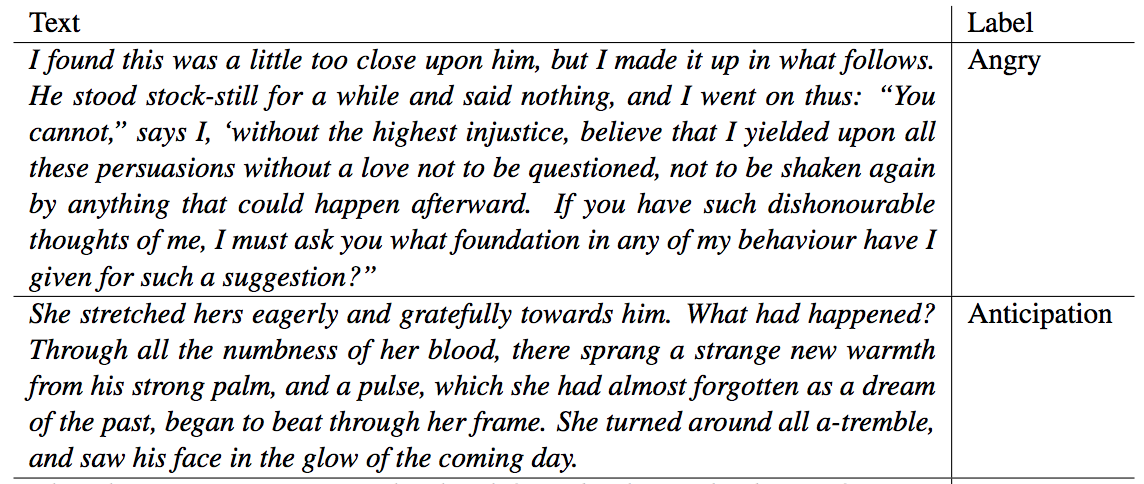 Text Label
I found this was a little too close upon him, but I made it up in what follows. Angry
He stood stock-still for a while and said nothing, and I went on thus: “You
cannot,” says I, ‘without the highest injustice, believe that I yielded upon all
these persuasions without a love not to be questioned, not to be shaken again
by anything that could happen afterward. If you have such dishonourable
thoughts of me, I must ask you what foundation in any of my behaviour have I
given for such a suggestion?”
She stretched hers eagerly and gratefully towards him. What had happened? Anticipation
Through all the numbness of her blood, there sprang a strange new warmth
from his strong palm, and a pulse, which she had almost forgotten as a dream
of the past, began to beat through her frame. She turned around all a-tremble,
and saw his face in the glow of the coming day.